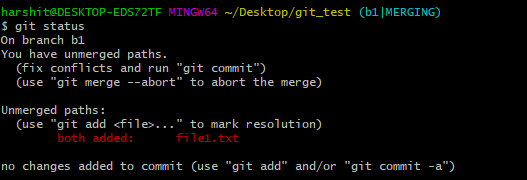 harshit@DESKTOP-EDS72TF MINGW64 ~/Desktop/git_test (b1|MERGING)
$ git status
On branch b1
You have unmerged paths.
  (fix conflicts and run "git commit")
  (use "git merge --abort" to abort the merge)

Unmerged paths:
  (use "git add <file>..." to mark resolution)
        both added:      file1.txt

no changes added to commit (use "git add" and/or "git commit -a")